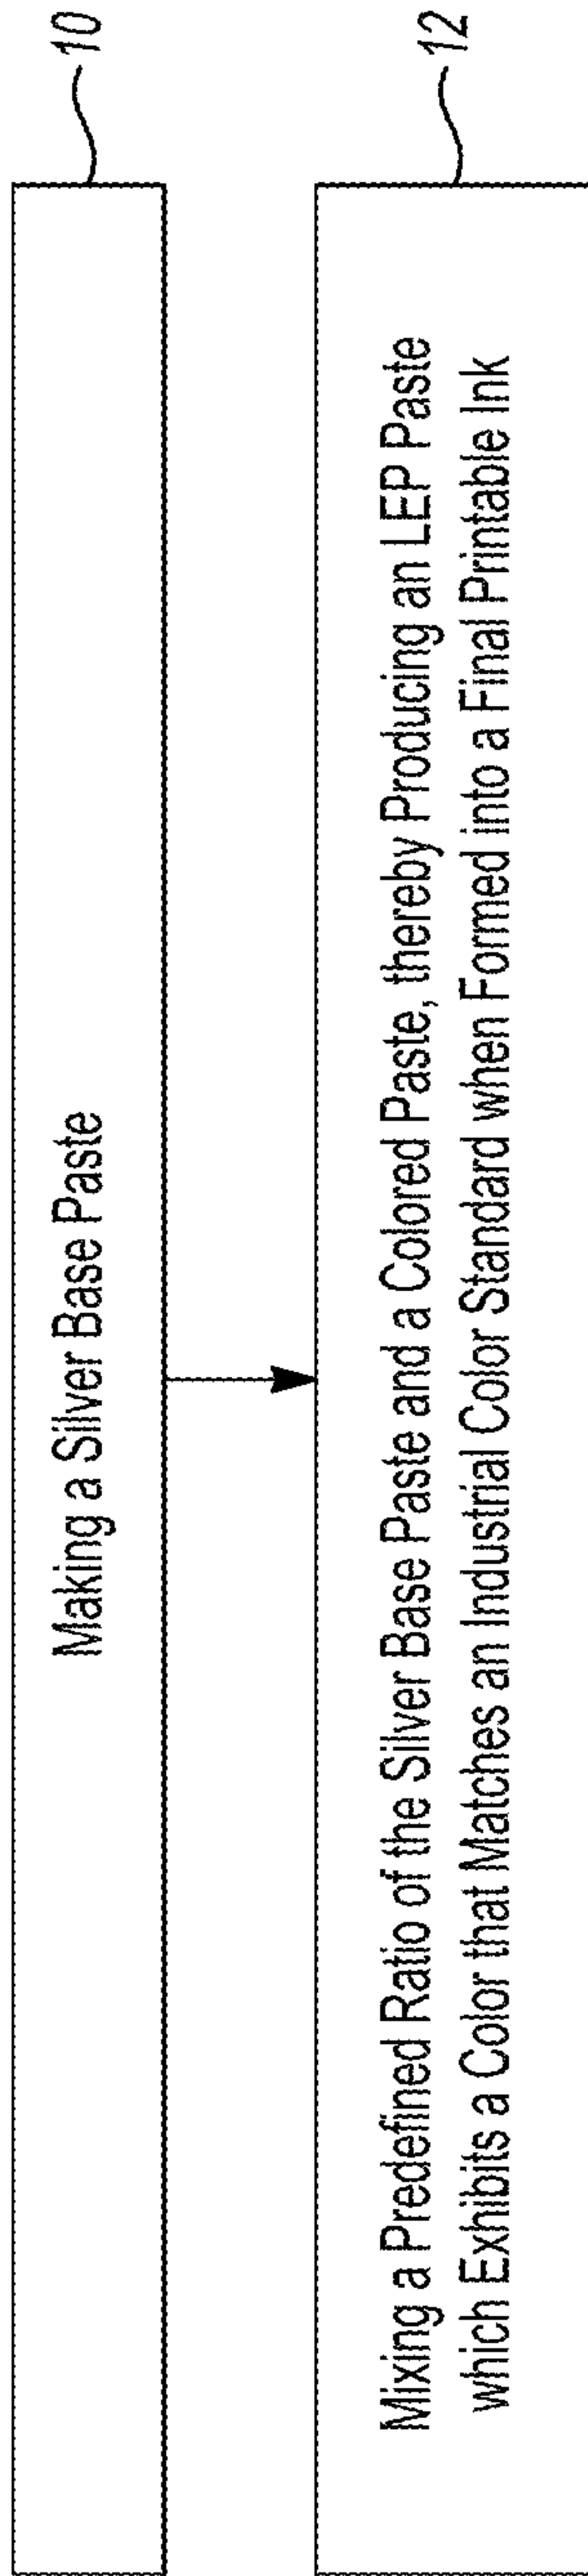 Making a Silver Base Paste
10
Mixing a Predefined Ratio of the Silver Base Paste and a Colored Paste, thereby Producing an LEP Paste
which Exhibits a Color that Matches an Industrial Color Standard when Formed into a Final Printable Ink
12